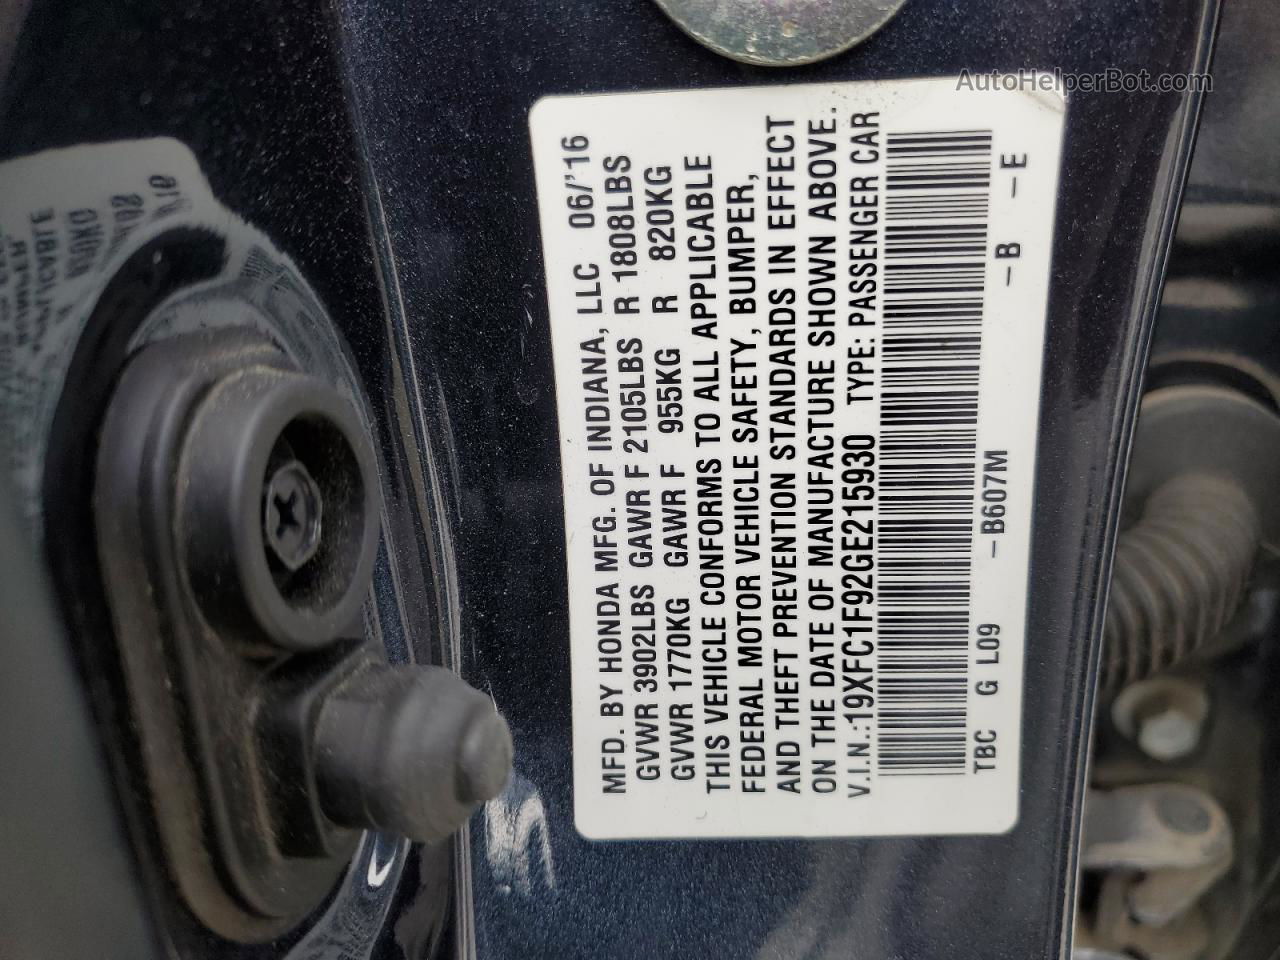 AutoHelperBot.com
MFD. BY HONDA MFG. OF INDIANA, LLC 06/'16
GVWR 3902LBS GAWR F 2105LBS R 1808LBS
GVWR 1770KG GAWR F 955KG R 820KG
THIS VEHICLE CONFORMS TO ALL APPLICABLE
FEDERAL MOTOR VEHICLE SAFETY, BUMPER,
AND THEFT PREVENTION STANDARDS IN EFFECT
ON THE DATE OF MANUFACTURE SHOWN ABOVE.
V.I.N.:19XFC1F92GE215930 TYPE: PASSENGER CAR
TBC G L09 -B607M -B -E